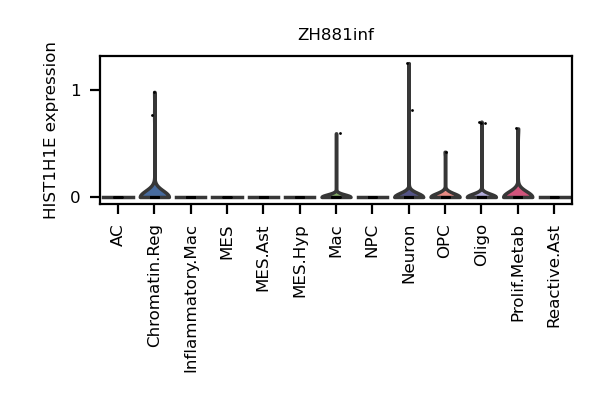 ZH881inf
HIST1H1E expression
1
0
AC
Chromatin.Reg
Inflammatory.Mac
MES
MES.Ast
MES.Hyp
Mac
NPC
Neuron
OPC
Oligo
Prolif.Metab
Reactive.Ast